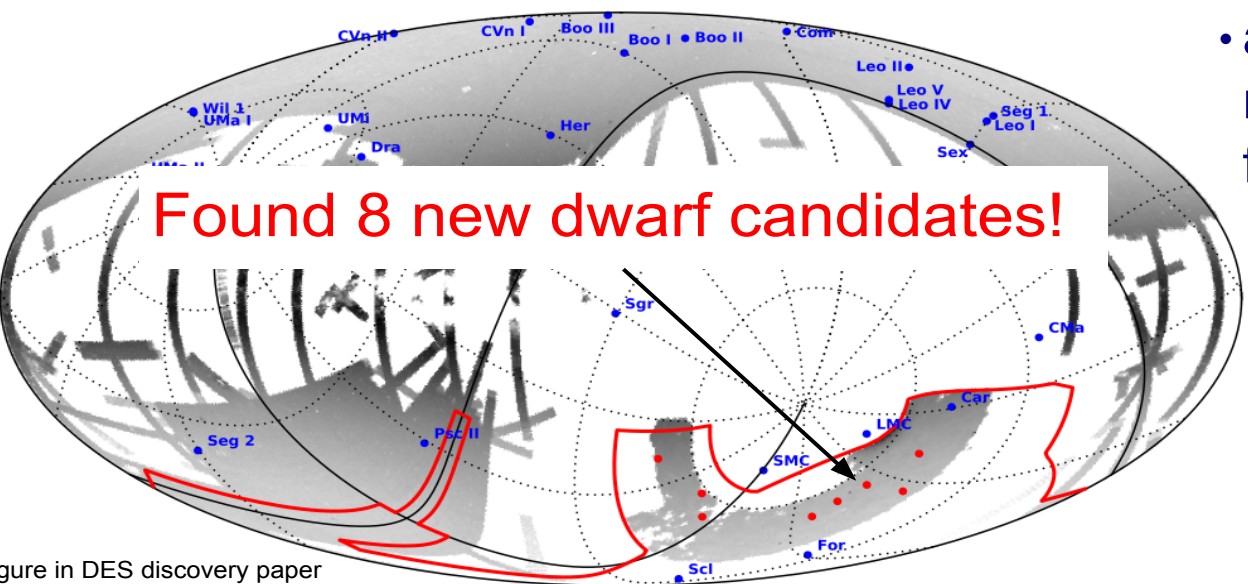 CVn II
CVn I
Boo III
Boo I
Boo II
Com
Leo II
Wil 1
UMa I
UMi
Dra
Her
Leo V
Leo IV
Seg 1
Leo I
Sex
Found 8 new dwarf candidates!
Sgr
CMa
Seg 2
Psc II
Car
LMC
SMC
For
Scl
in DES discovery paper